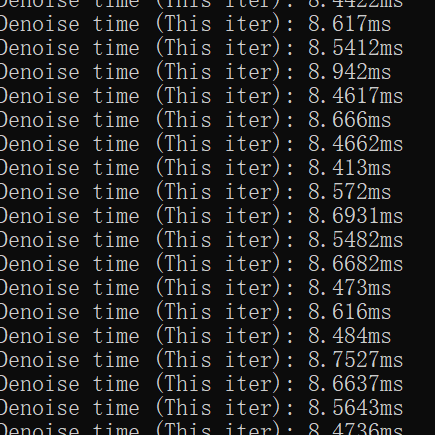 Denoise time (This iter): 8.4422ms
Denoise time (This iter): 8.617ms
Denoise time (This iter): 8.5412ms
Denoise time (This iter): 8.942ms
Denoise time (This iter): 8.4617ms
Denoise time (This iter): 8.666ms
Denoise time (This iter): 8.4662ms
Denoise time (This iter): 8.413ms
Denoise time (This iter): 8.572ms
Denoise time (This iter): 8.6931ms
Denoise time (This iter): 8.5482ms
Denoise time (This iter): 8.6682ms
Denoise time (This iter): 8.473ms
Denoise time (This iter): 8.616ms
Denoise time (This iter): 8.484ms
Denoise time (This iter): 8.7527ms
Denoise time (This iter): 8.6637ms
Denoise time (This iter): 8.5643ms
Denoise time (This iter): 8.4736ms